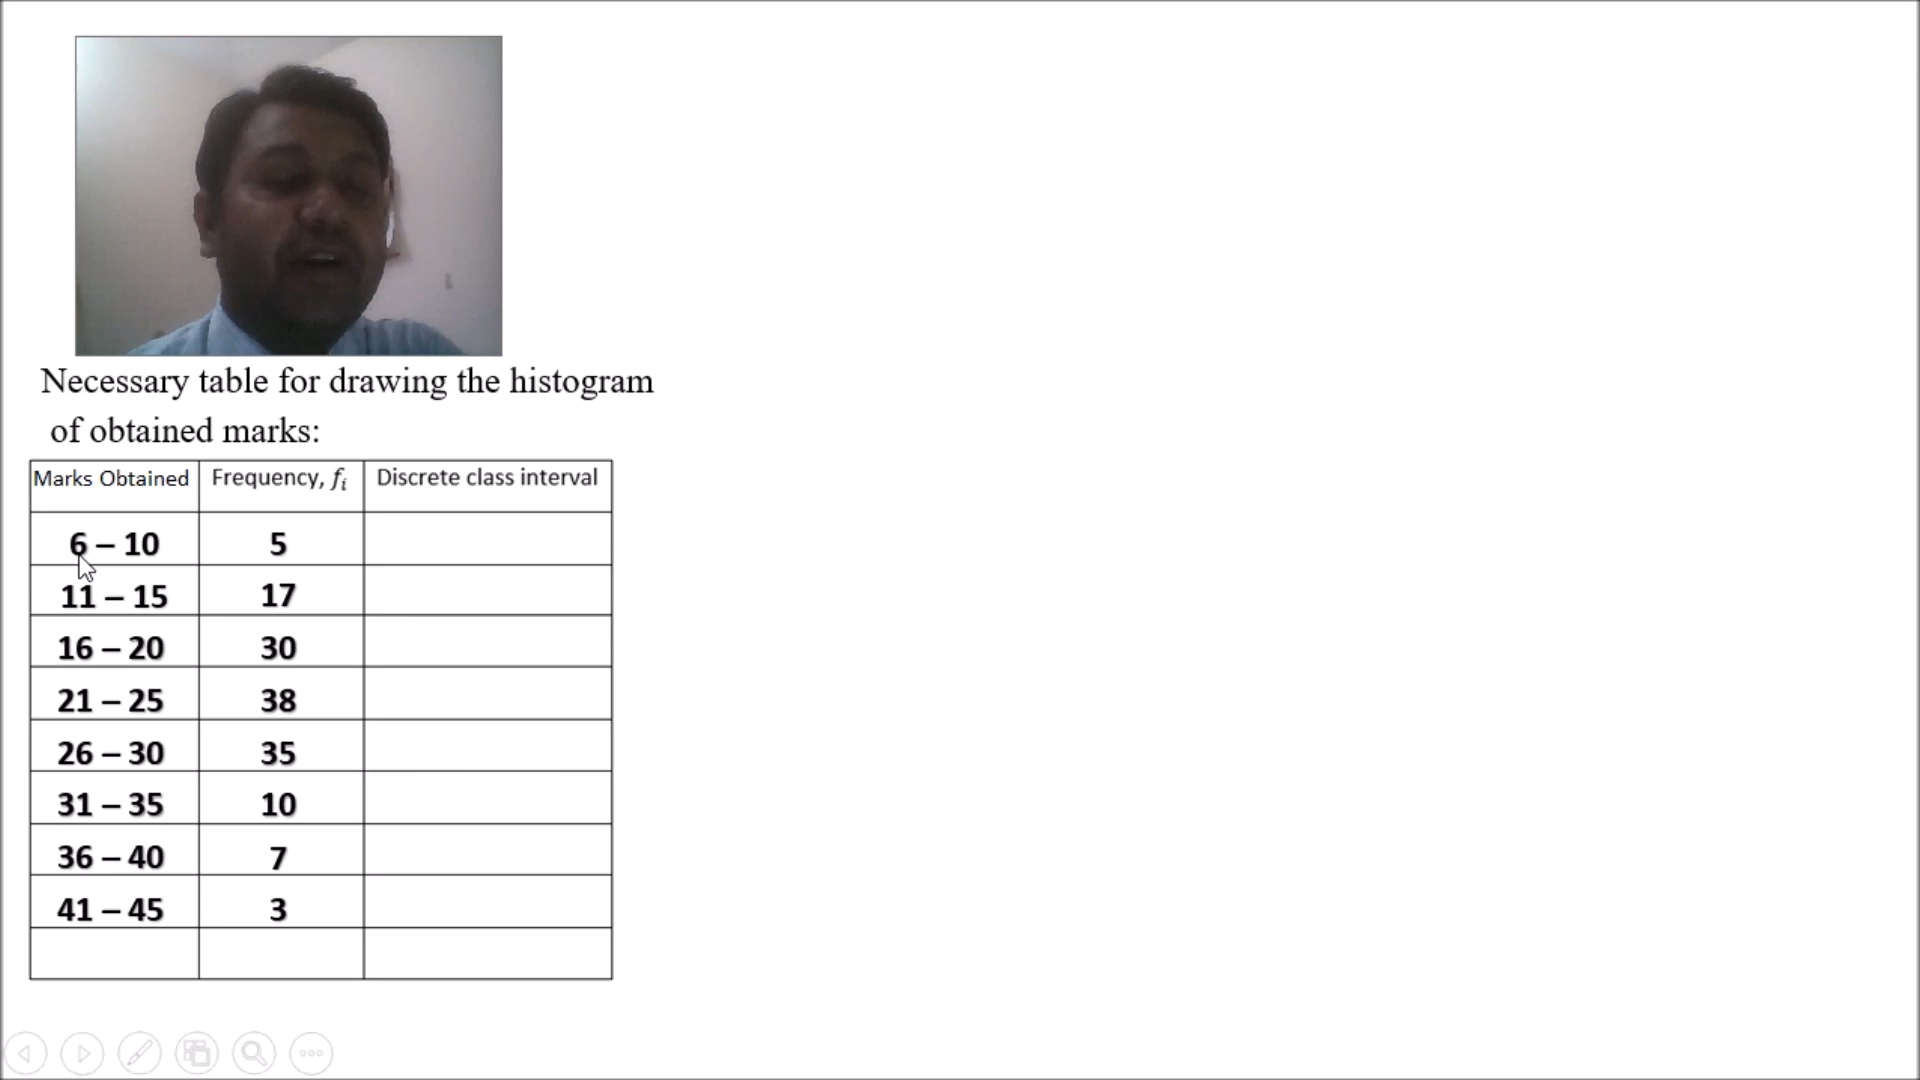 Necessary table for drawing the histogram
of obtained marks:
Marks Obtained Frequency, fᵢ Discrete class interval
6 – 10 5
11 – 15 17
16 – 20 30
21 – 25 38
26 – 30 35
31 – 35 10
36 – 40 7
41 – 45 3